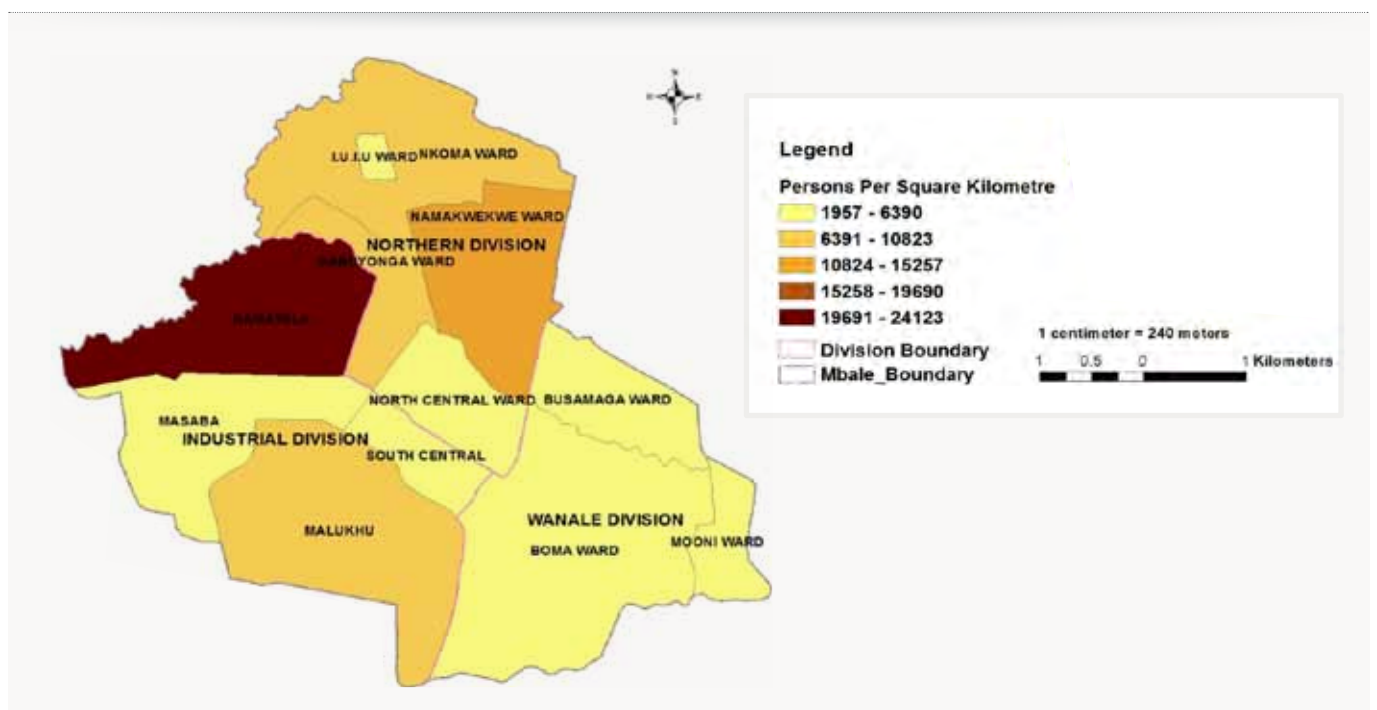 N
W E
S
I.U.I.U WARD NKOMA WARD
NAMAKWEKWE WARD
NORTHERN DIVISION
WARD
NORTH CENTRAL WARD
BUSAMAGA WARD
MASABA
INDUSTRIAL DIVISION
SOUTH CENTRAL
MALUKHU
WANALE DIVISION
BOMA WARD
MOONI WARD
Legend
Persons Per Square Kilometre
1957 - 6390
6391 - 10823
10824 - 15257
15258 - 19690
19691 - 24123
Division Boundary
Mbale_Boundary
1 centimeter = 240 meters
1 0.5 0 1 Kilometers